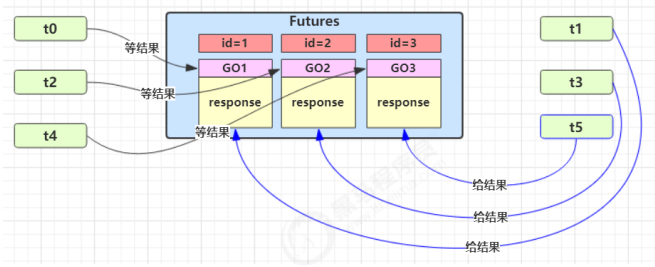 Futures
t0
t1
等结果
id=1
id=2
id=3
GO1
GO2
GO3
t2
t3
等结果
response
response
response
t4
等结果
t5
给结果
给结果
给结果